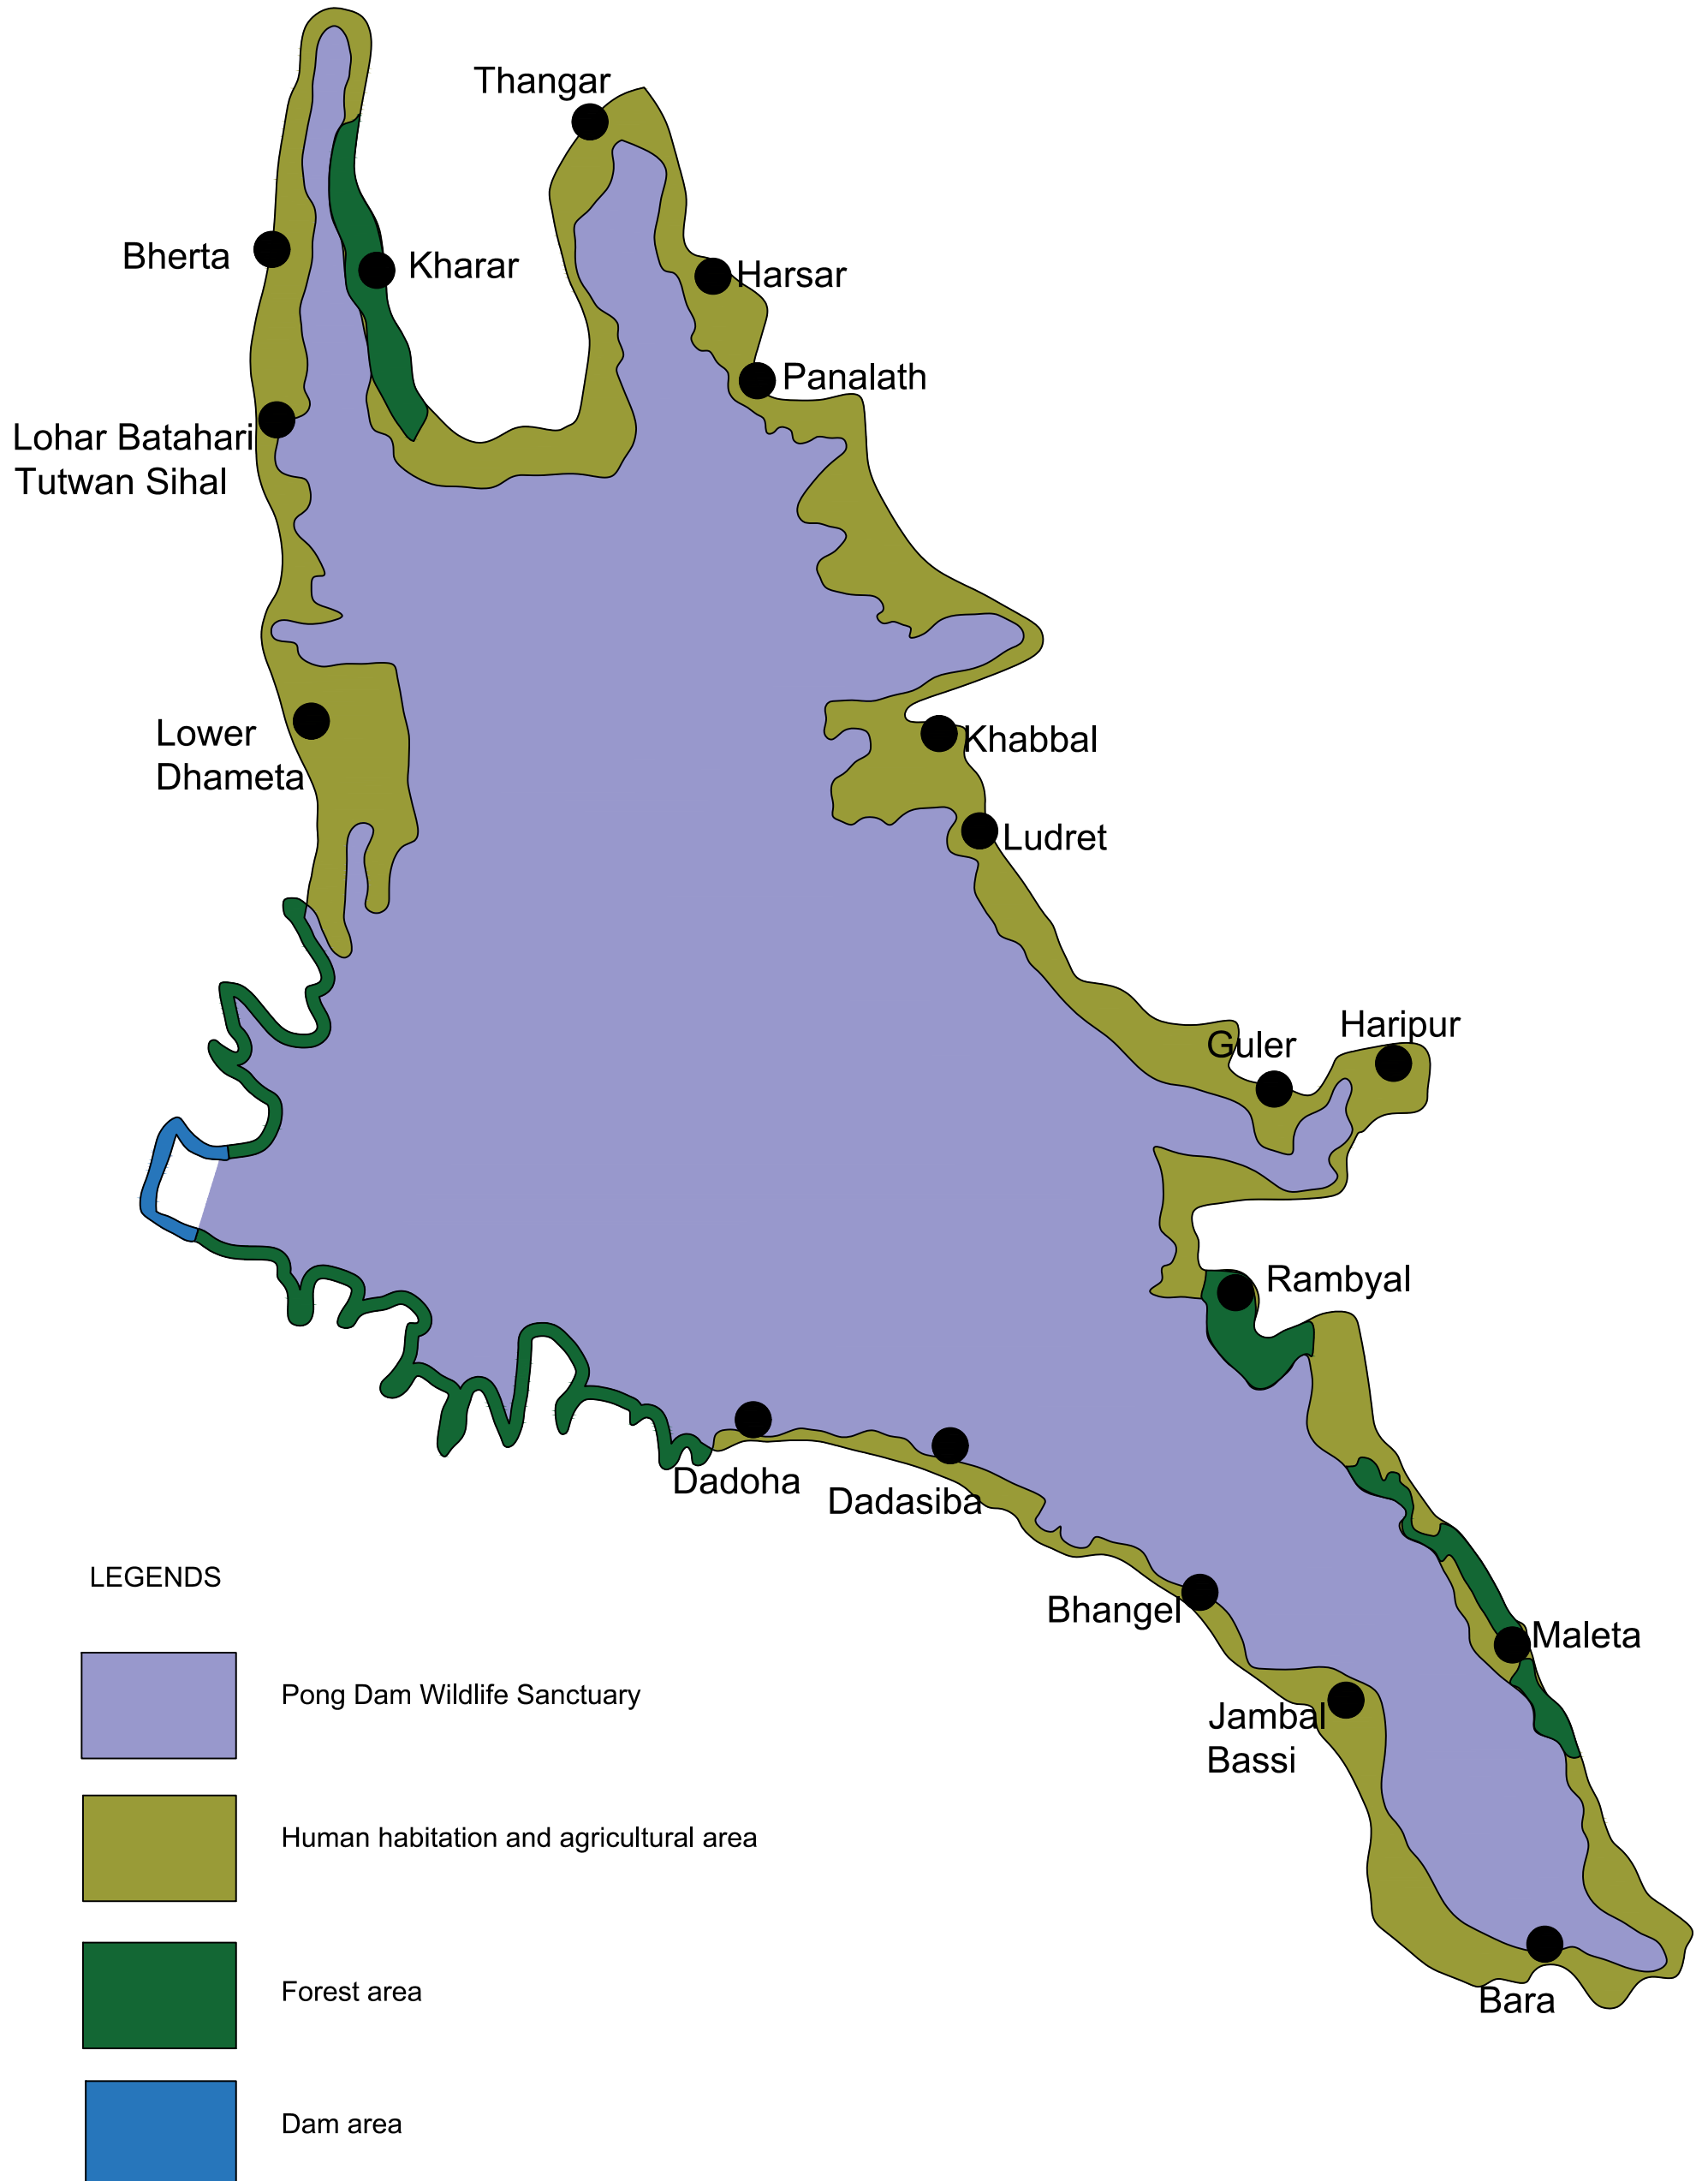 Thangar
Bherta
Kharar
Harsar
Panalath
Lohar Batahari
Tutwan Sihal
Lower
Dhameta
Khabbal
Ludret
Haripur
Guler
Rambyal
Dadoha
Dadasiba
Bhangel
Maleta
Jambal
Bassi
Bara
LEGENDS
Pong Dam Wildlife Sanctuary
Human habitation and agricultural area
Forest area
Dam area